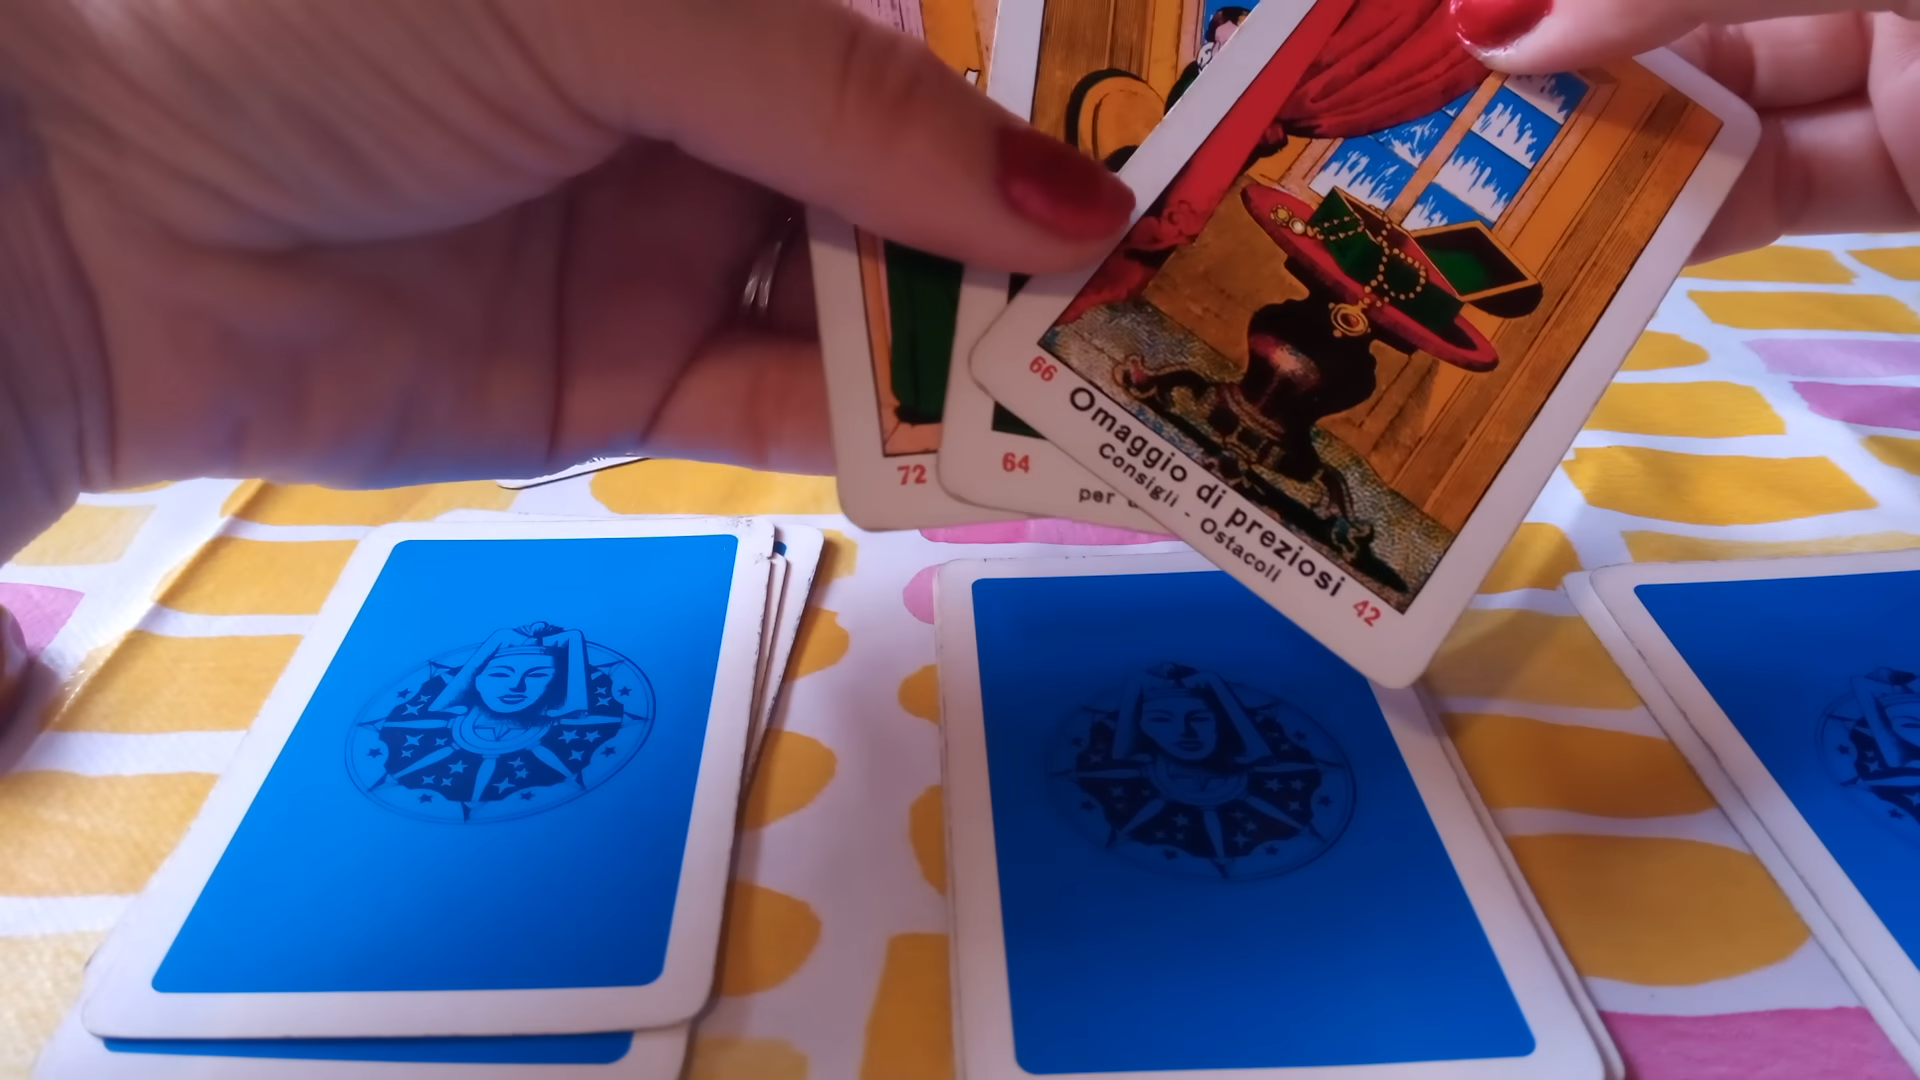 66
Omaggio di preziosi
Consigli - Ostacoli
42
64
per
72